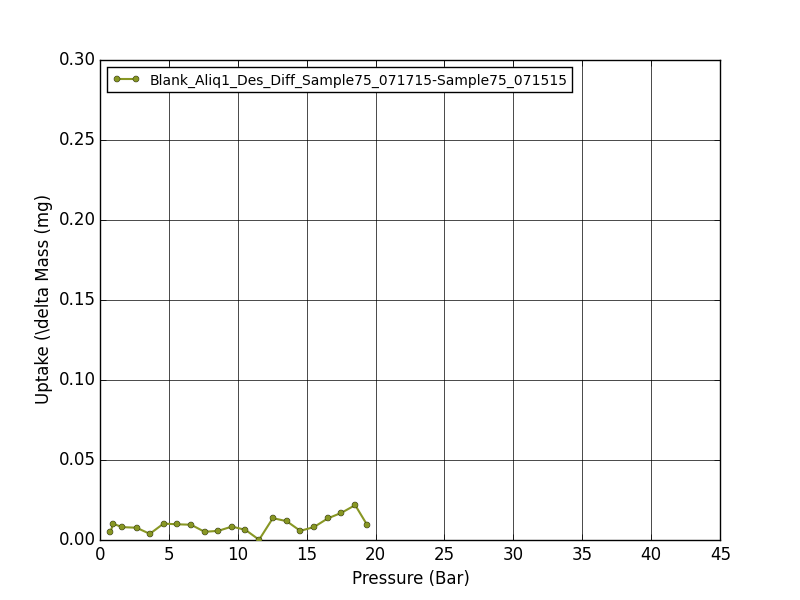 0.30
Blank_Aliq1_Des_Diff_Sample75_071715-Sample75_071515
0.25
0.20
0.15
0.10
0.05
0.00
Uptake (\delta Mass (mg)
0 5 10 15 20 25 30 35 40 45
Pressure (Bar)